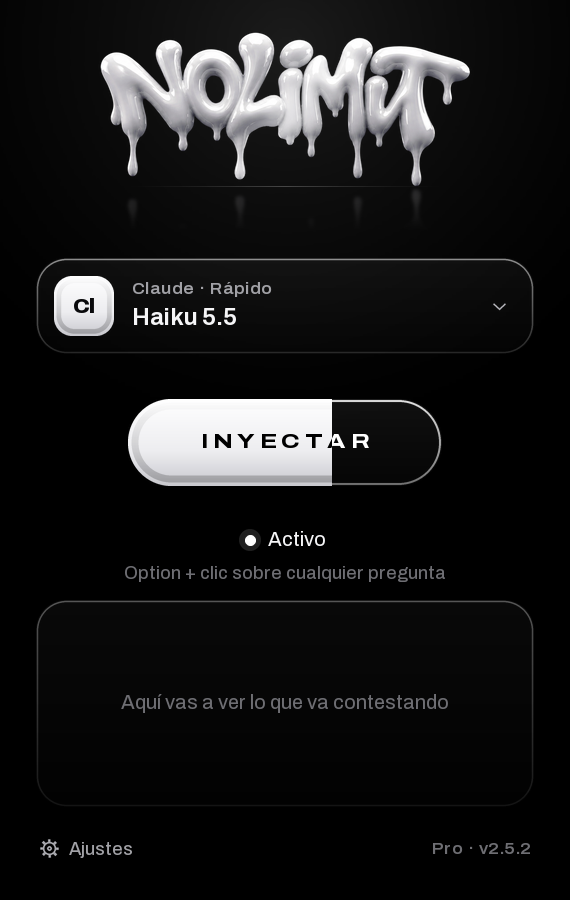 NOLiMiT
Cl
Claude · Rápido
Haiku 5.5
INYECTAR
Activo
Option + clic sobre cualquier pregunta
Aquí vas a ver lo que va contestando
Ajustes
Pro · v2.5.2